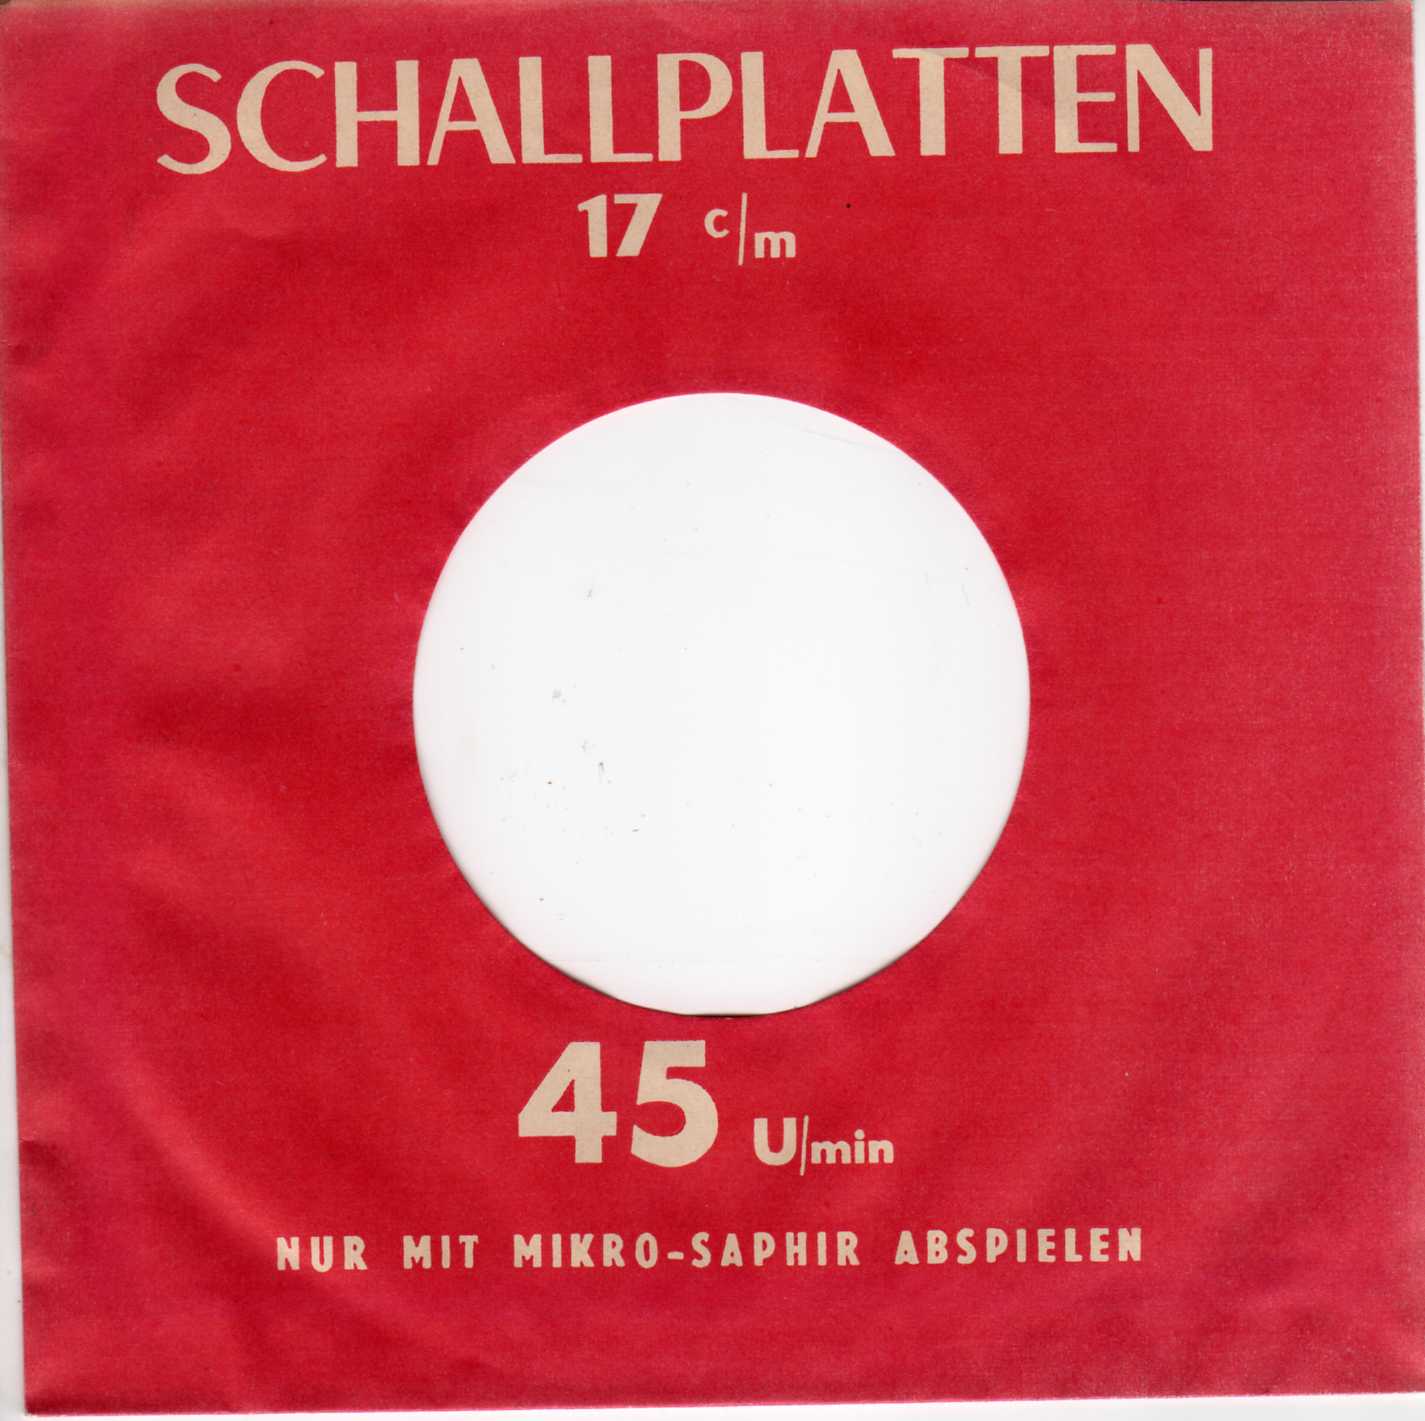 SCHALLPLATTEN
17 c/m
45 U/min
NUR MIT MIKRO-SAPHIR ABSPIELEN